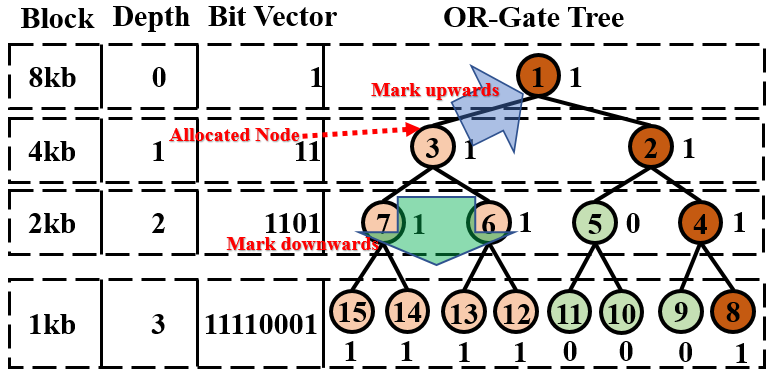 Block Depth Bit Vector OR-Gate Tree
8kb 0 1 1 1
Mark upwards
Allocated Node
4kb 1 11 3 1 2 1
2kb 2 1101 7 1 6 1 5 0 4 1
Mark downwards
1kb 3 11110001 15 14 13 12 11 10 9 8
1 1 1 1 0 0 0 1